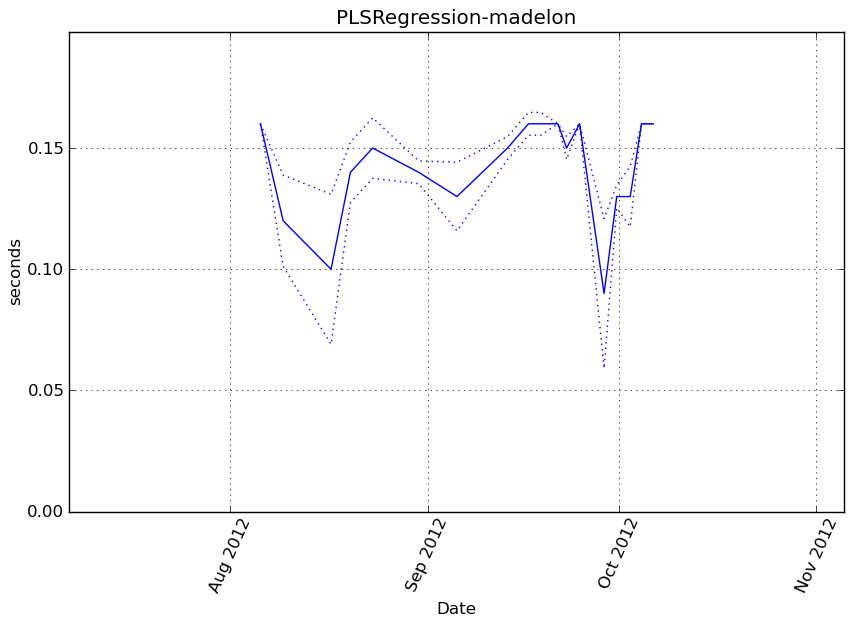 PLSRegression-madelon
0.15
0.10
0.05
0.00
seconds
Aug 2012
Sep 2012
Oct 2012
Nov 2012
Date